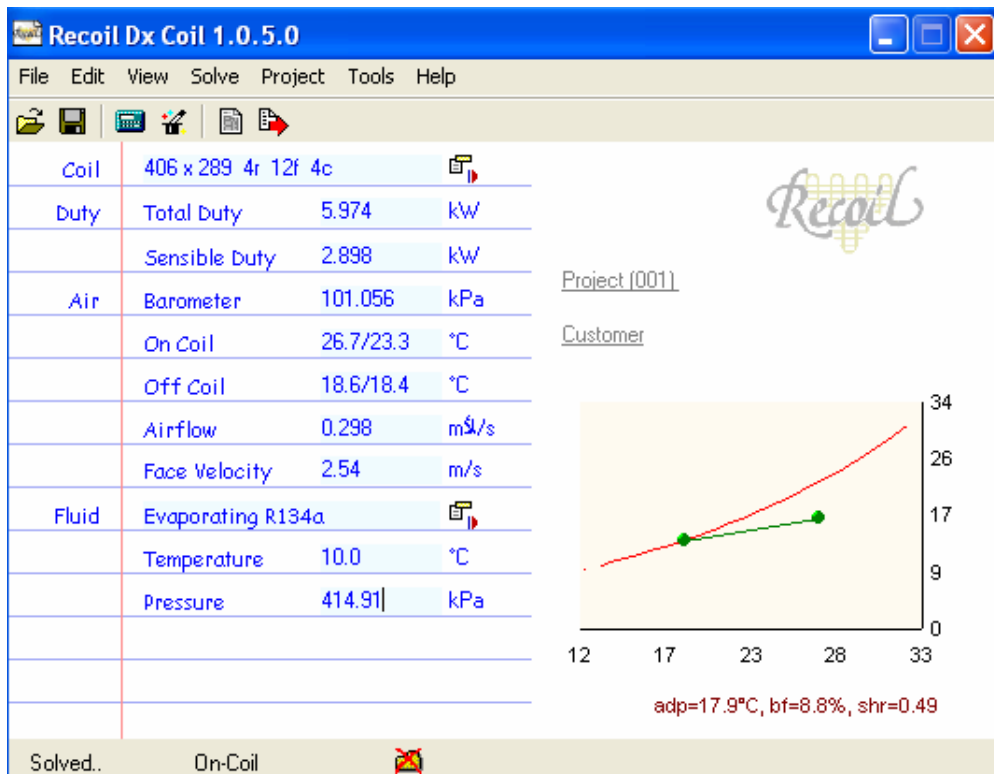 Recoil Dx Coil 1.0.5.0
File Edit View Solve Project Tools Help
Coil 406 x 289 4r 12f 4c
Duty Total Duty 5.974 kW
Sensible Duty 2.898 kW
Air Barometer 101.056 kPa
On Coil 26.7/23.3 °C
Off Coil 18.6/18.4 °C
Airflow 0.298 mŚł/s
Face Velocity 2.54 m/s
Fluid Evaporating R134a
Temperature 10.0 °C
Pressure 414.91 kPa
Recoil
Project (001)
Customer
34
26
17
9
0
12 17 23 28 33
adp=17.9°C, bf=8.8%, shr=0.49
Solved.. On-Coil